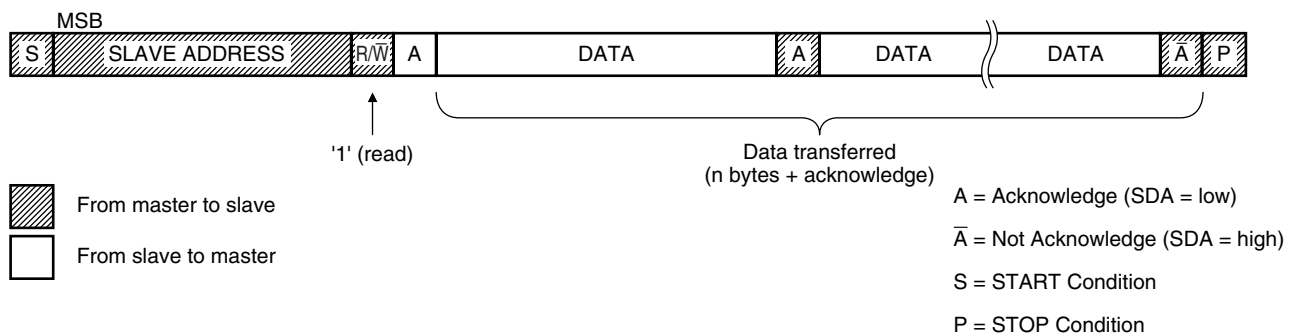 MSB
S SLAVE ADDRESS R/W̅ A DATA A DATA DATA A̅ P
'1' (read)
Data transferred
(n bytes + acknowledge)
From master to slave
From slave to master
A = Acknowledge (SDA = low)
A̅ = Not Acknowledge (SDA = high)
S = START Condition
P = STOP Condition